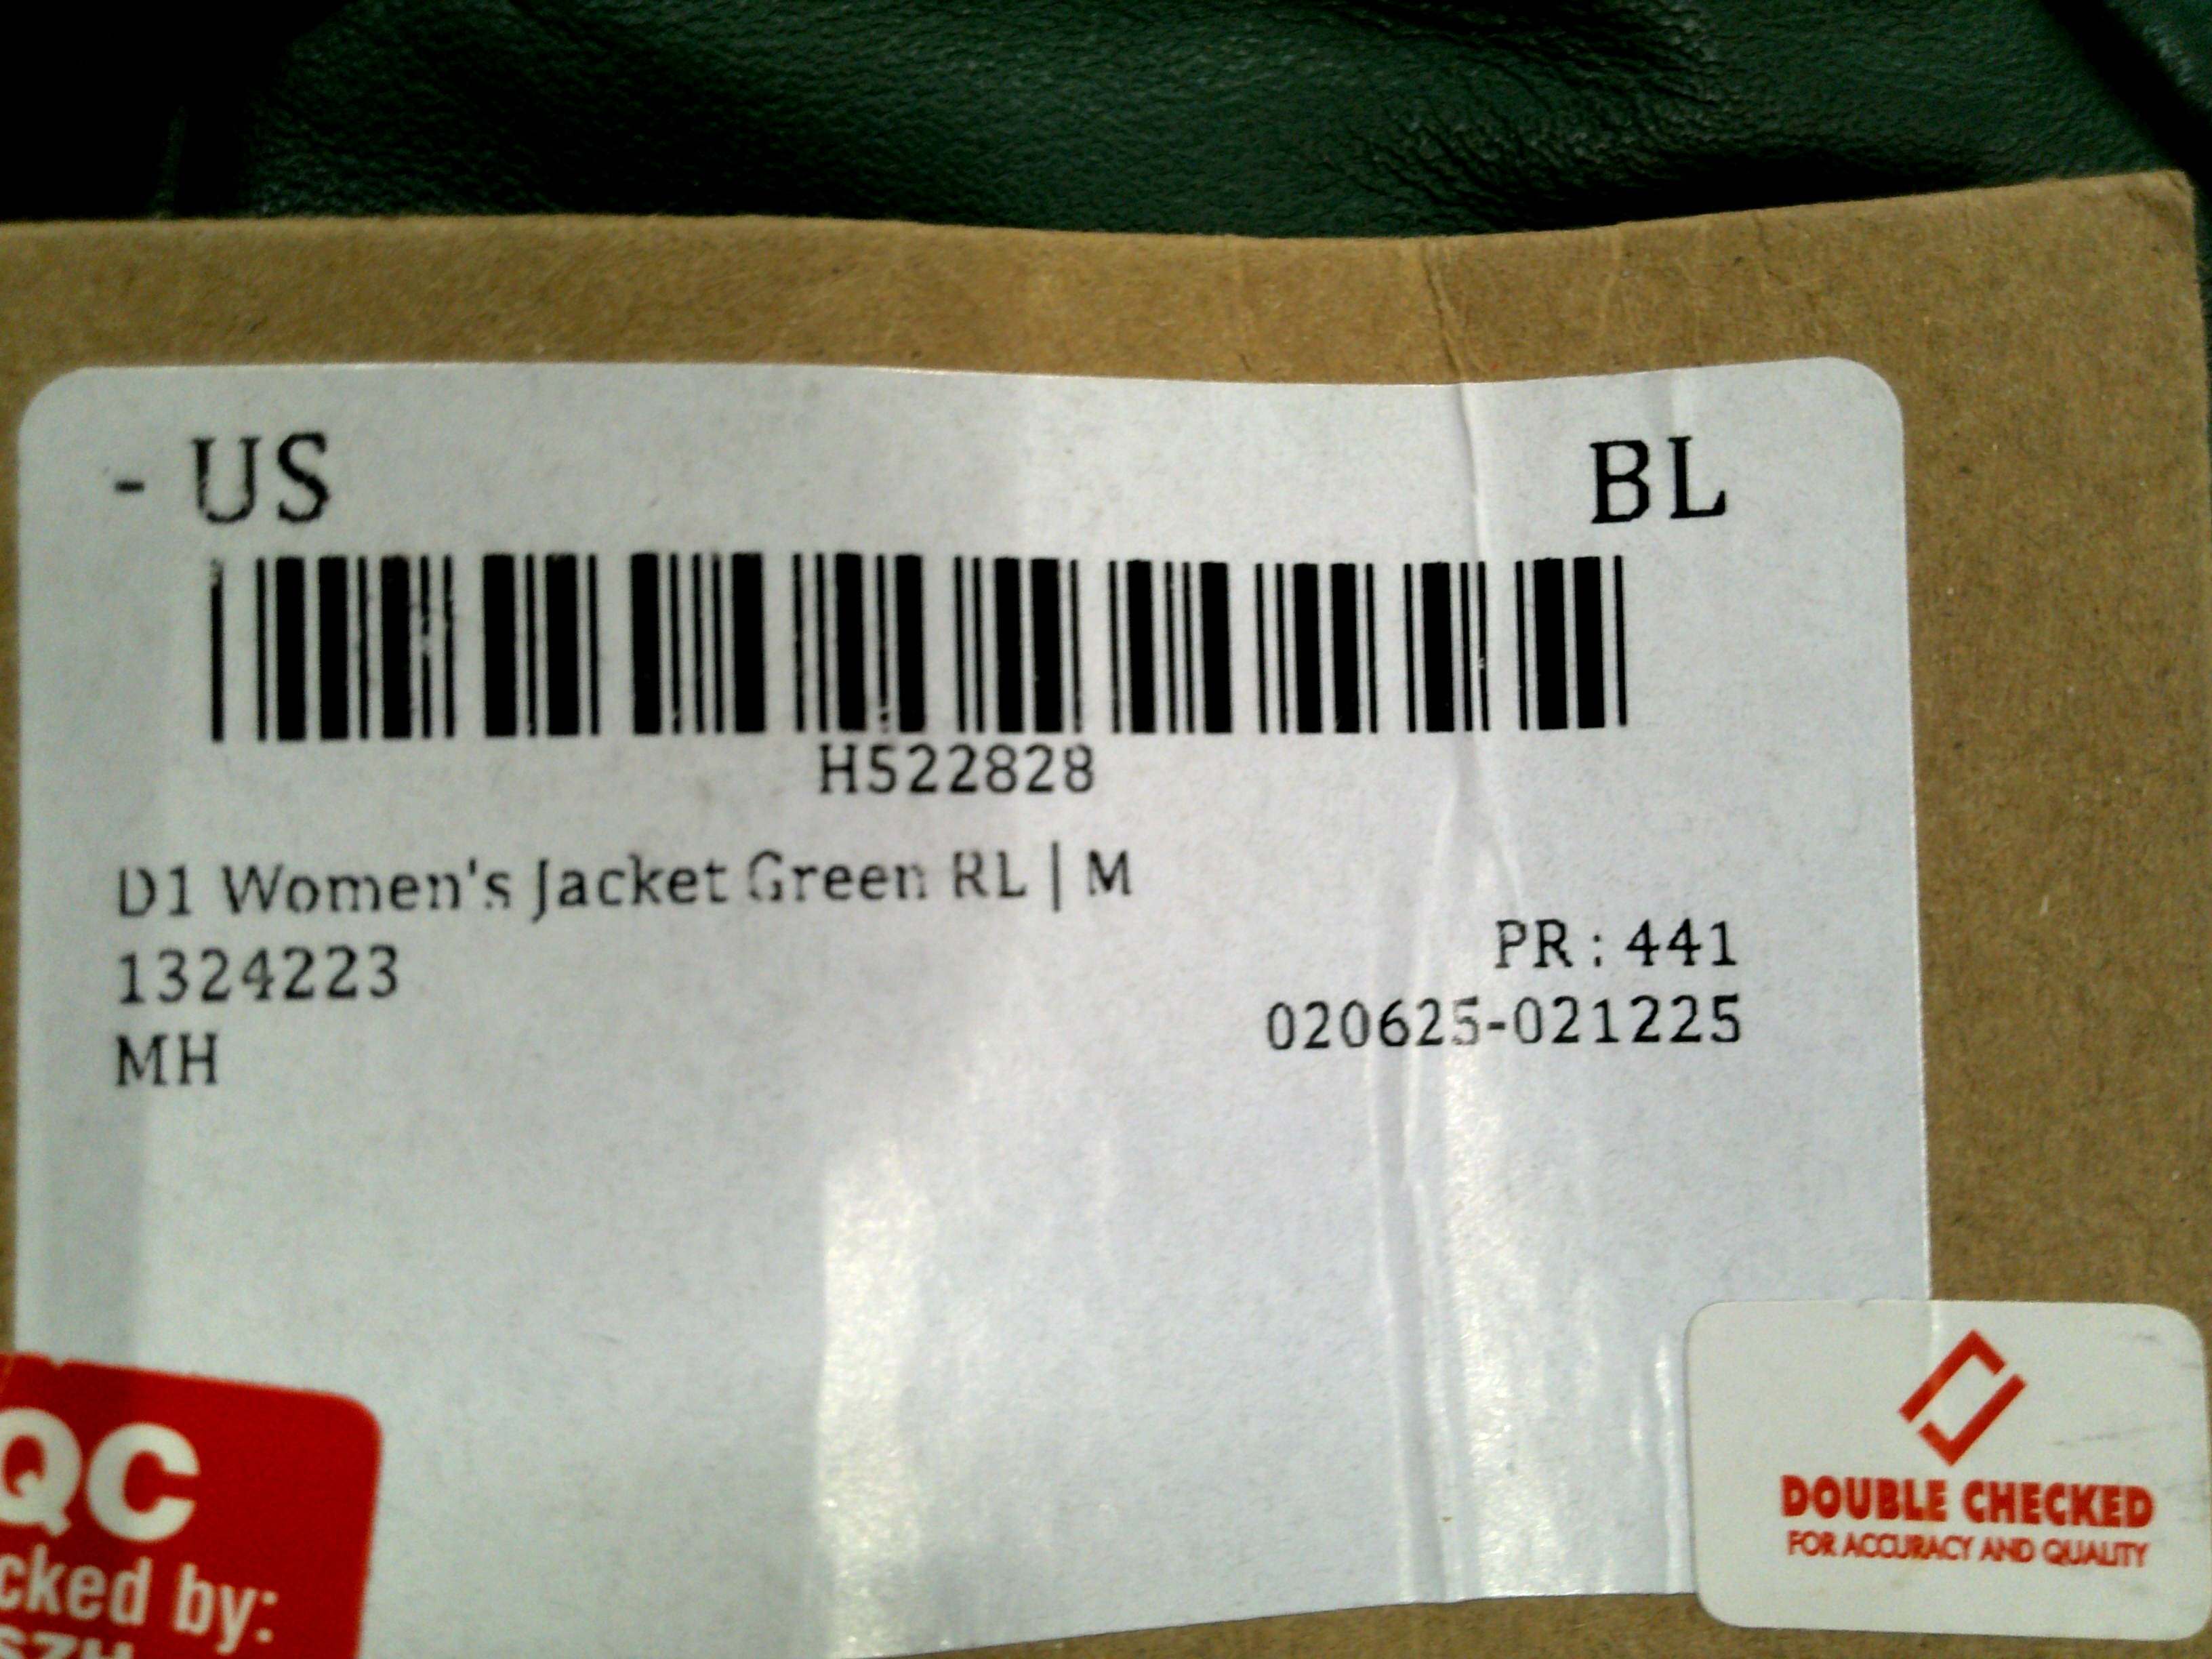 - US BL
H522828
D1 Women's Jacket Green RL | M
1324223
PR : 441
020625-021225
MH
QC
by:
DOUBLE CHECKED
FOR ACCURACY AND QUALITY